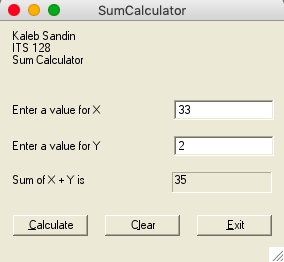 SumCalculator
Kaleb Sandin
ITS 128
Sum Calculator
Enter a value for X 33
Enter a value for Y 2
Sum of X + Y is 35
Calculate Clear Exit